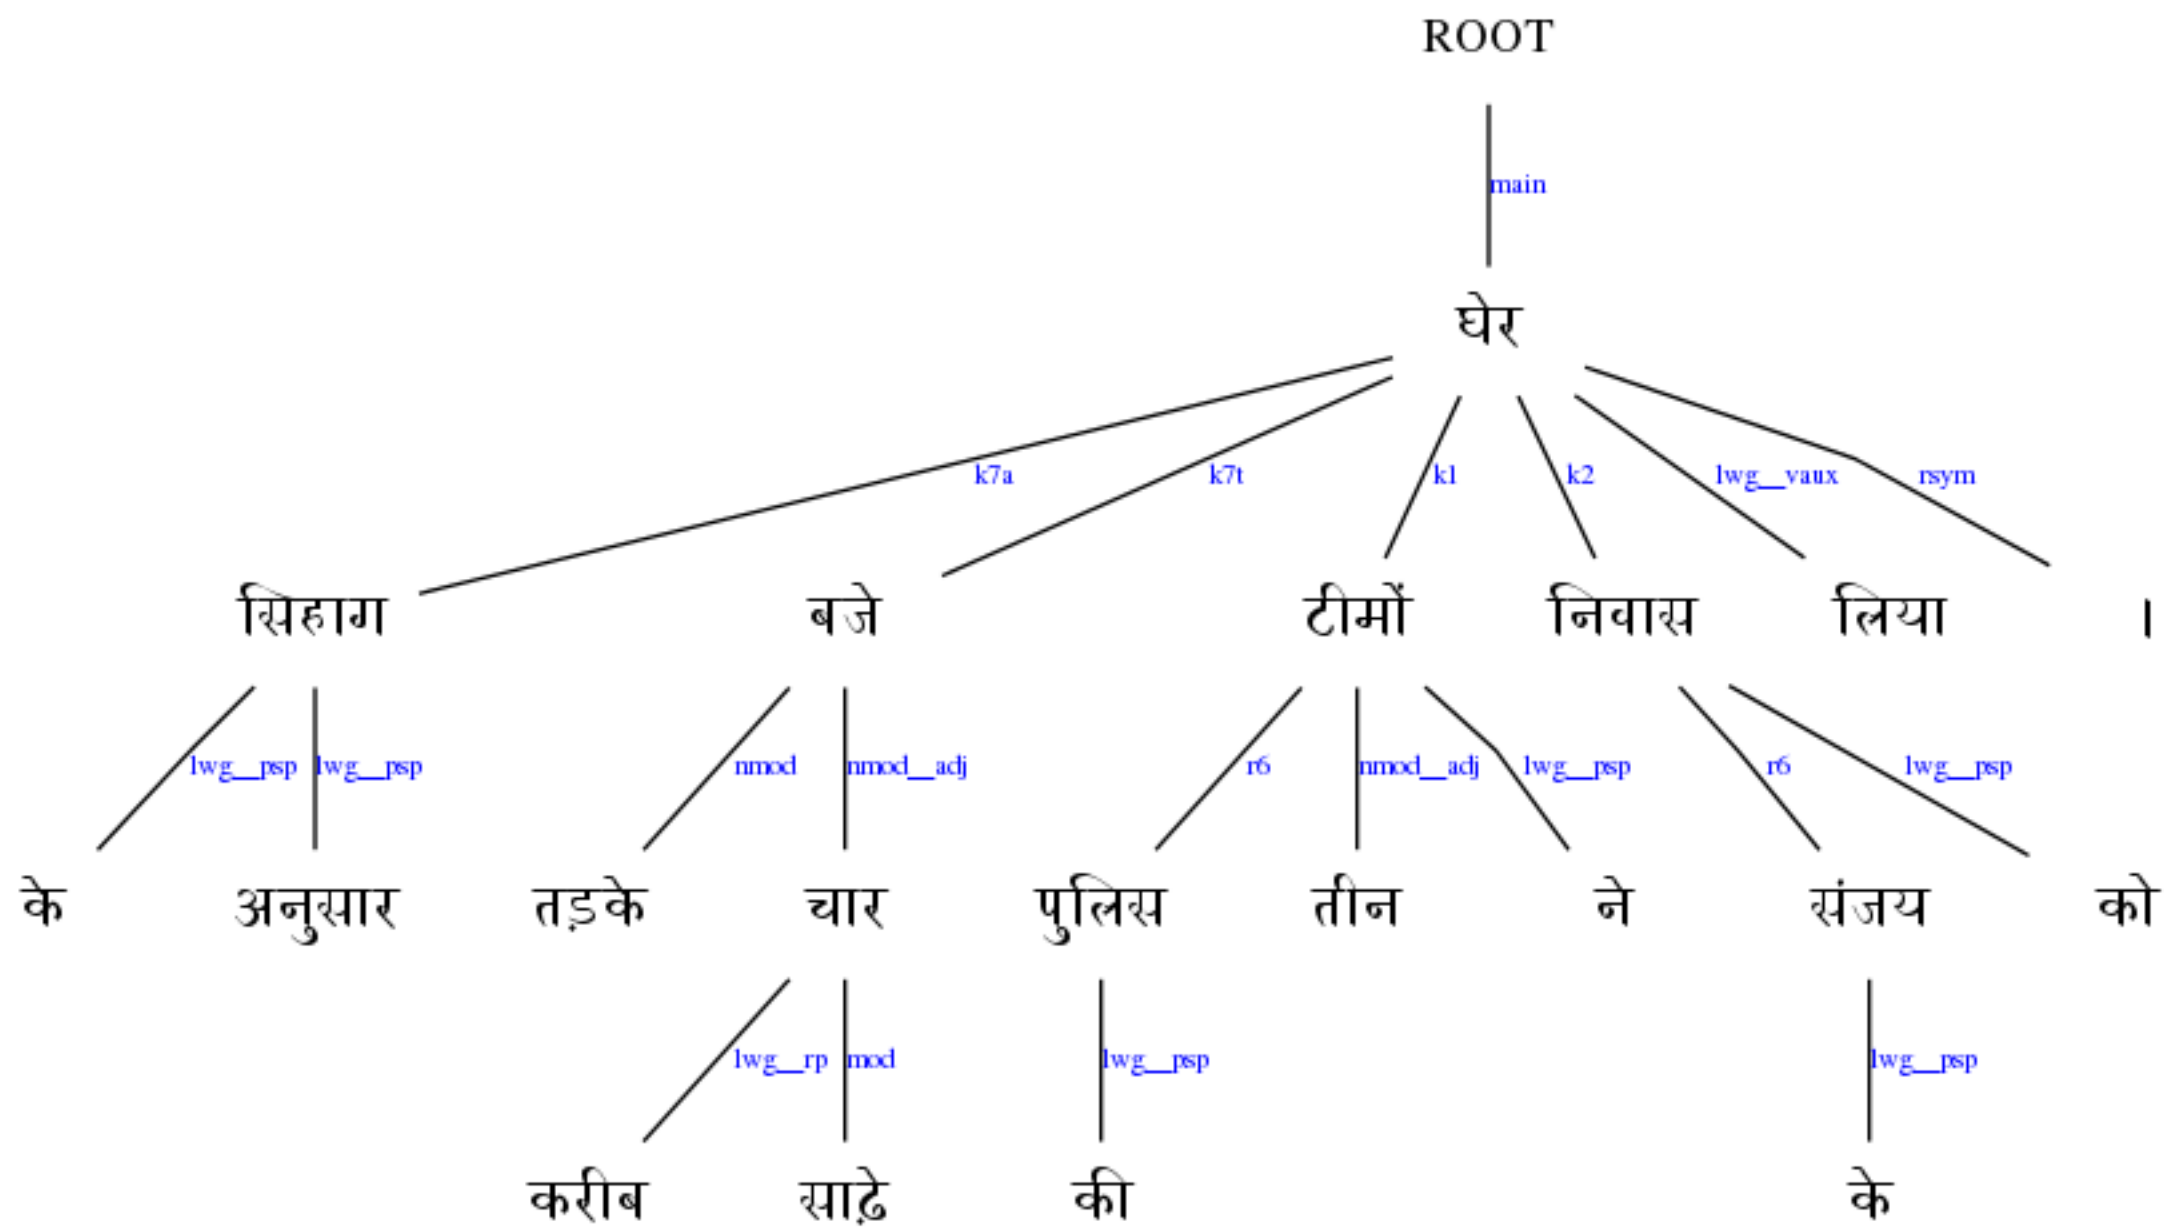 ROOT
main
घेर
k7a k7t k1 k2 lwg__vaux rsym
सिहाग बजे टीमों निवास लिया ।
lwg__psp lwg__psp nmod nmod__adj r6 nmod__adj lwg__psp r6 lwg__psp
के अनुसार तड़के चार पुलिस तीन ने संजय को
lwg__rp mod lwg__psp lwg__psp
करीब साढ़े की के